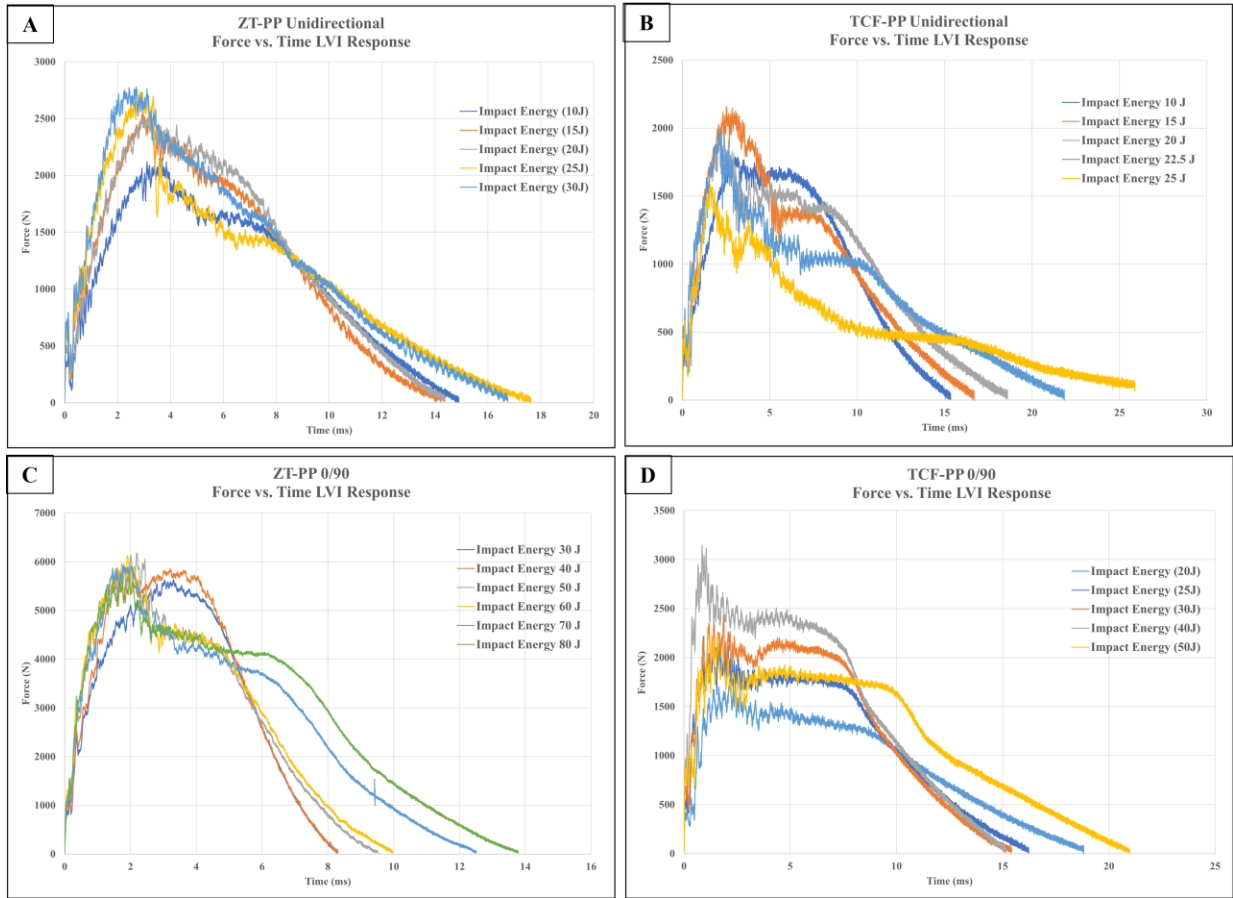 A
ZT-PP Unidirectional
Force vs. Time LVI Response
Force (N)
3000
2500
2000
1500
1000
500
0
Impact Energy (10J)
Impact Energy (15J)
Impact Energy (20J)
Impact Energy (25J)
Impact Energy (30J)
0 2 4 6 8 10 12 14 16 18 20
Time (ms)
B
TCF-PP Unidirectional
Force vs. Time LVI Response
Force (N)
2500
2000
1500
1000
500
0
Impact Energy 10 J
Impact Energy 15 J
Impact Energy 20 J
Impact Energy 22.5 J
Impact Energy 25 J
0 5 10 15 20 25 30
Time (ms)
C
ZT-PP 0/90
Force vs. Time LVI Response
Force (N)
7000
6000
5000
4000
3000
2000
1000
0
Impact Energy 30 J
Impact Energy 40 J
Impact Energy 50 J
Impact Energy 60 J
Impact Energy 70 J
Impact Energy 80 J
0 2 4 6 8 10 12 14 16
Time (ms)
D
TCF-PP 0/90
Force vs. Time LVI Response
Force (N)
3500
3000
2500
2000
1500
1000
500
0
Impact Energy (20J)
Impact Energy (25J)
Impact Energy (30J)
Impact Energy (40J)
Impact Energy (50J)
0 5 10 15 20 25
Time (ms)